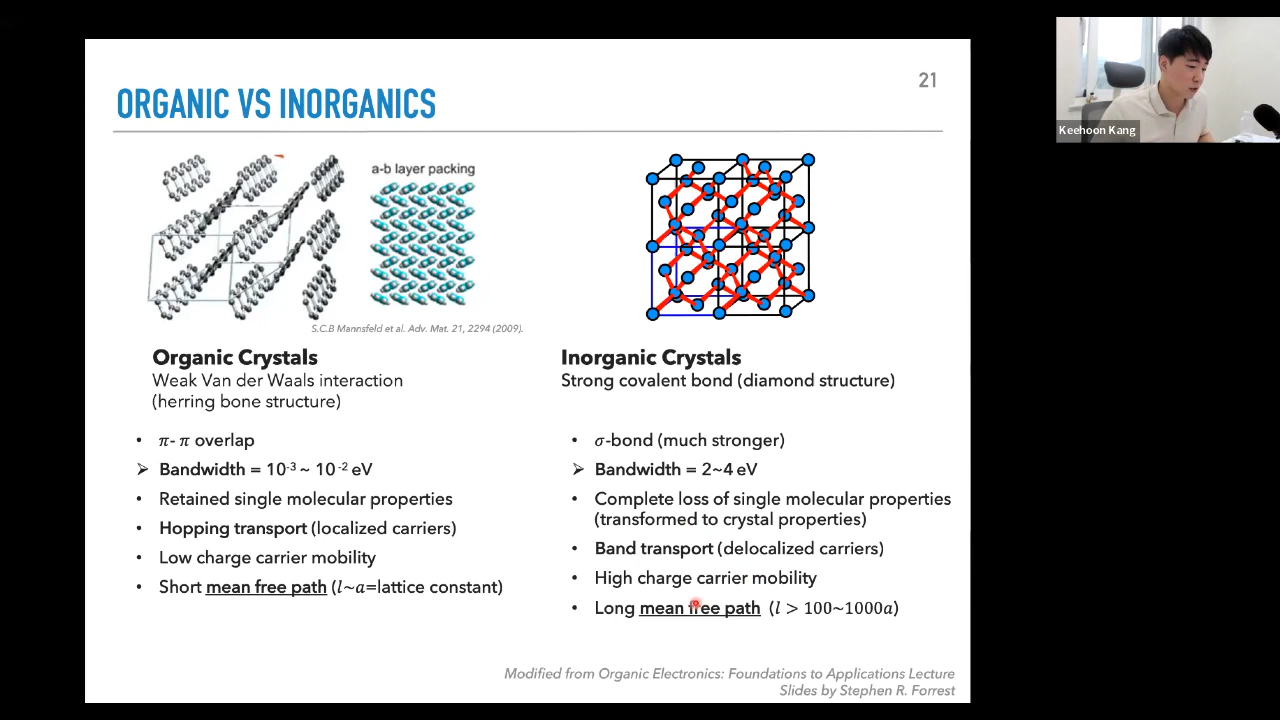 21
ORGANIC VS INORGANICS
a-b layer packing
S.C.B Mannsfeld et al. Adv. Mat. 21, 2294 (2009).
Organic Crystals
Weak Van der Waals interaction
(herring bone structure)
• π- π overlap
➢ Bandwidth = 10⁻³ ~ 10⁻² eV
• Retained single molecular properties
• Hopping transport (localized carriers)
• Low charge carrier mobility
• Short mean free path (l~a=lattice constant)
Inorganic Crystals
Strong covalent bond (diamond structure)
• σ-bond (much stronger)
➢ Bandwidth = 2~4 eV
• Complete loss of single molecular properties
(transformed to crystal properties)
• Band transport (delocalized carriers)
• High charge carrier mobility
• Long mean free path (l > 100~1000a)
Modified from Organic Electronics: Foundations to Applications Lecture
Slides by Stephen R. Forrest
Keehoon Kang